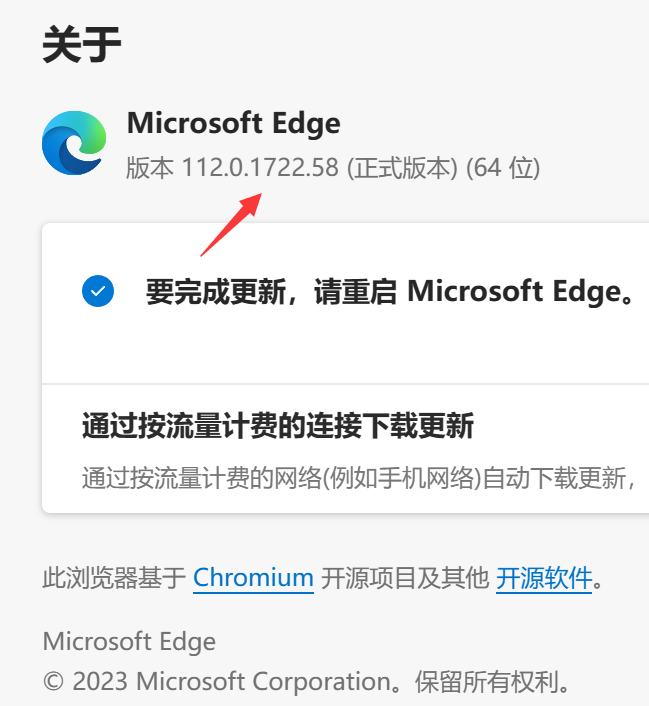 关于
Microsoft Edge
版本 112.0.1722.58 (正式版本) (64 位)
要完成更新，请重启 Microsoft Edge。
通过按流量计费的连接下载更新
通过按流量计费的网络(例如手机网络)自动下载更新，
此浏览器基于 Chromium 开源项目及其他 开源软件。
Microsoft Edge
© 2023 Microsoft Corporation。保留所有权利。